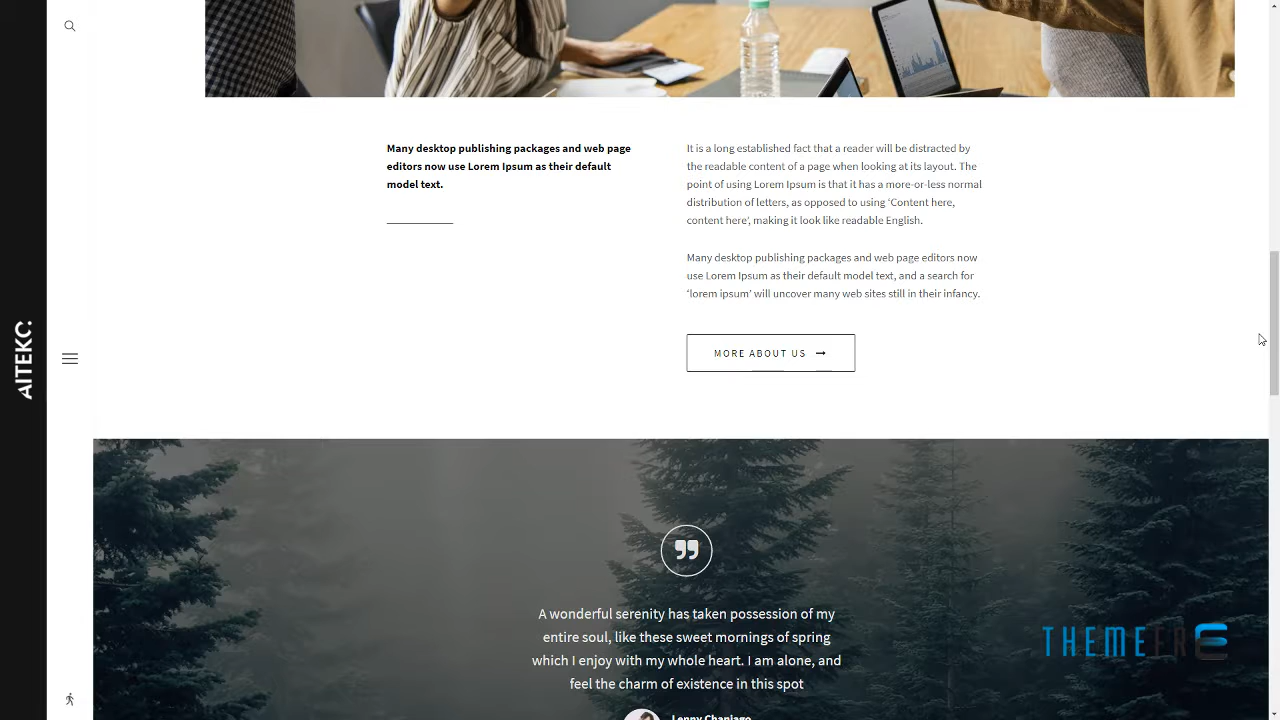 AITEKC:
Many desktop publishing packages and web page
editors now use Lorem Ipsum as their default
model text.
It is a long established fact that a reader will be distracted by
the readable content of a page when looking at its layout. The
point of using Lorem Ipsum is that it has a more-or-less normal
distribution of letters, as opposed to using ‘Content here,
content here’, making it look like readable English.
Many desktop publishing packages and web page editors now
use Lorem Ipsum as their default model text, and a search for
‘lorem ipsum’ will uncover many web sites still in their infancy.
MORE ABOUT US
A wonderful serenity has taken possession of my
entire soul, like these sweet mornings of spring
which I enjoy with my whole heart. I am alone, and
feel the charm of existence in this spot
Lenny Chaniago
THEMEFRE